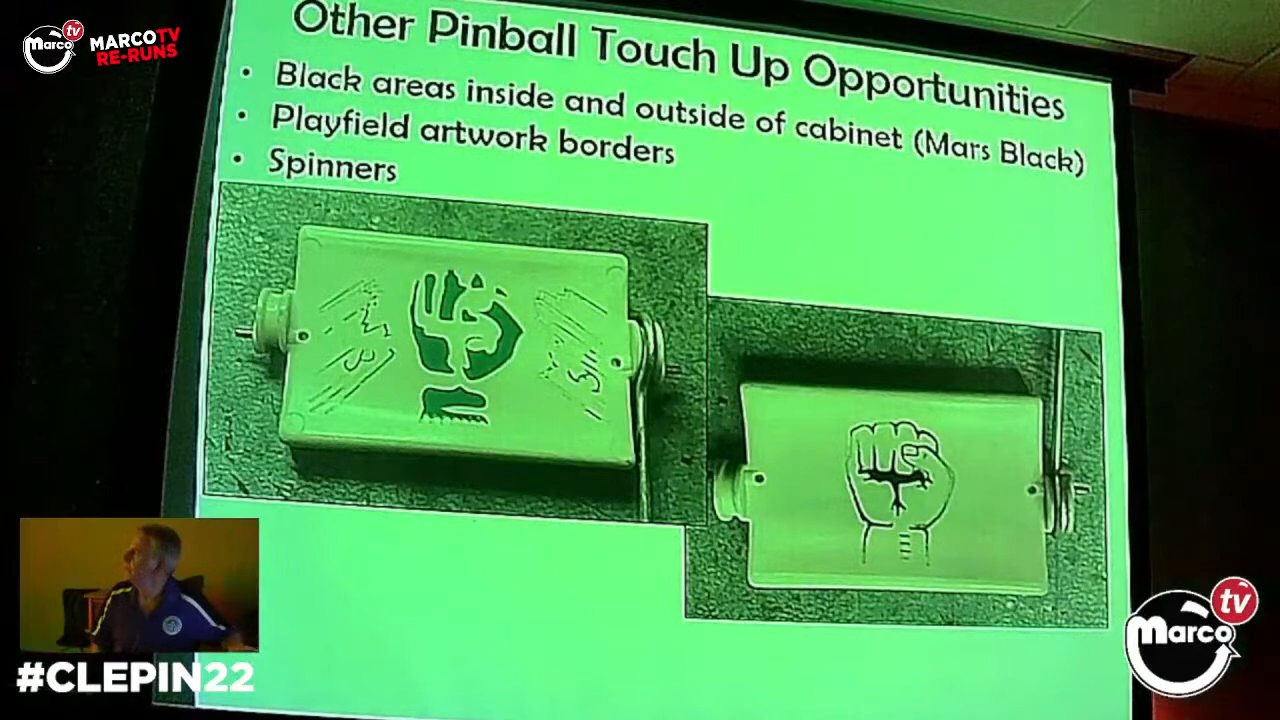 marco tv
MARCO TV
RE-RUNS
Other Pinball Touch Up Opportunities
• Black areas inside and outside of cabinet (Mars Black)
• Playfield artwork borders
• Spinners
#CLEPIN22
marco tv